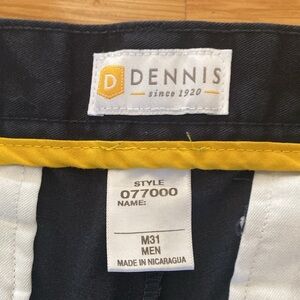 D DENNIS
since 1920
STYLE
077000
NAME:
M31
MEN
MADE IN NICARAGUA